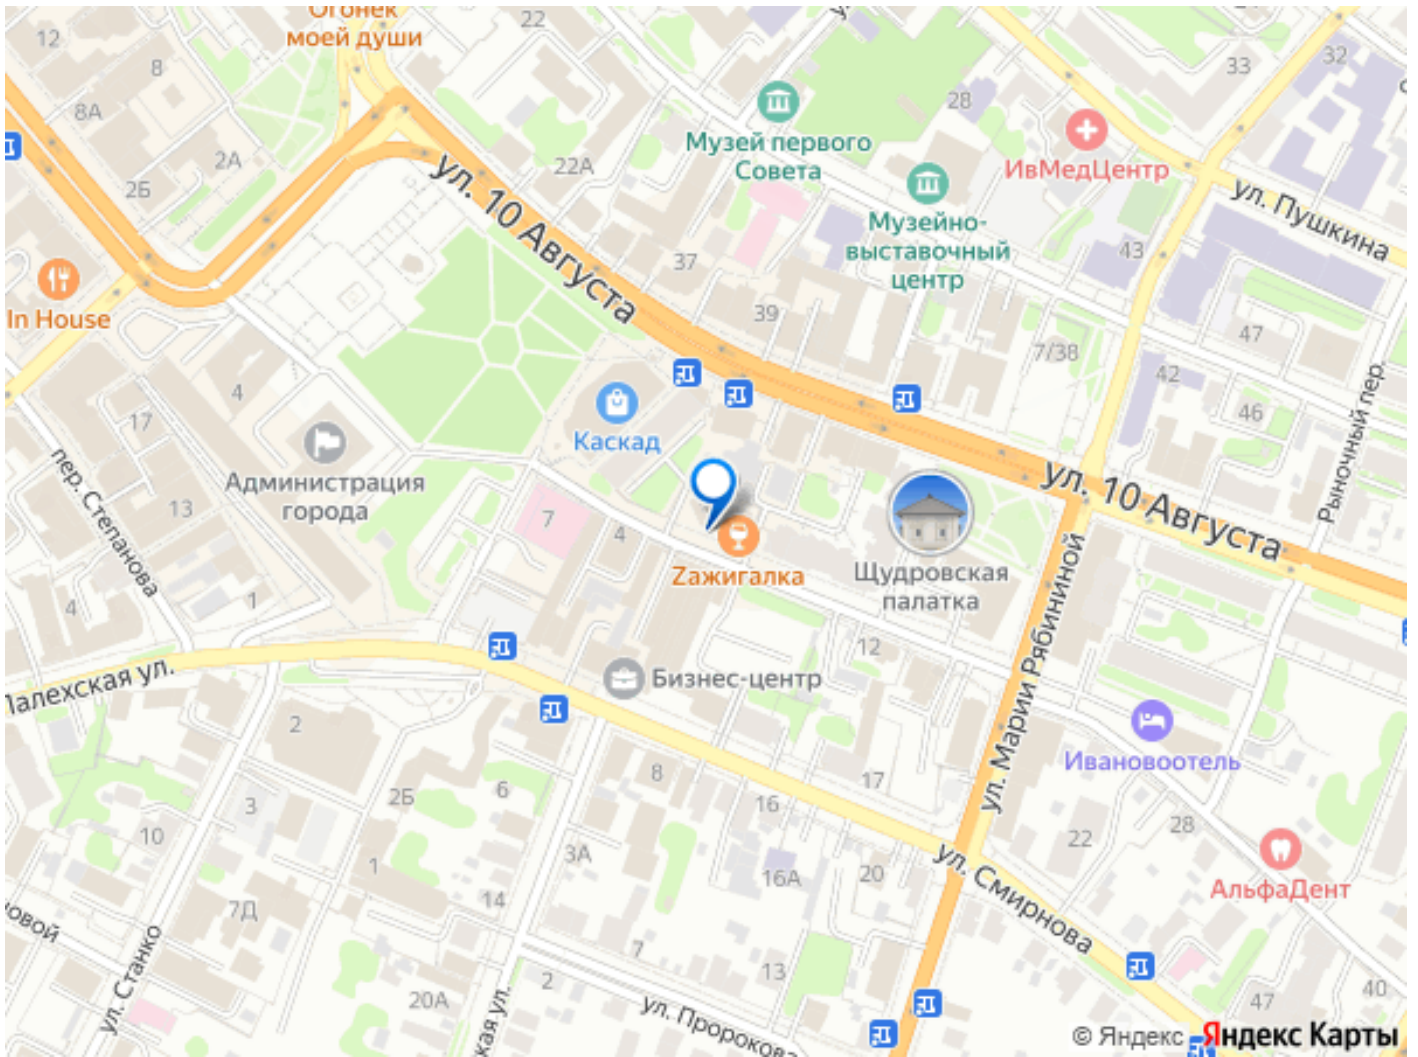 Огонек
моей души
22
12
8
8А
2А
2Б
22А
33
32
28
Музей первого
Совета
ИвМедЦентр
ул. Пушкина
ул. 10 Августа
Музейно-
выставочный
центр
43
37
39
In House
47
7/38
42
46
4
17
Каскад
Рыночный пер.
Администрация
города
пер. Степанова
13
7
4
ул. 10 Августа
Zажигалка
Щудровская
палатка
4
1
12
ул. Марии Рябининой
Палехская ул.
Бизнес-центр
2
Ивановоотель
8
17
6
2Б
3
16
10
22
28
3А
1
16А
20
ул. Смирнова
АльфаДент
7Д
14
овой
ул. Станко
7
2
13
20А
кая ул.
ул. Пророкова
47
40
© Яндекс
Яндекс Карты